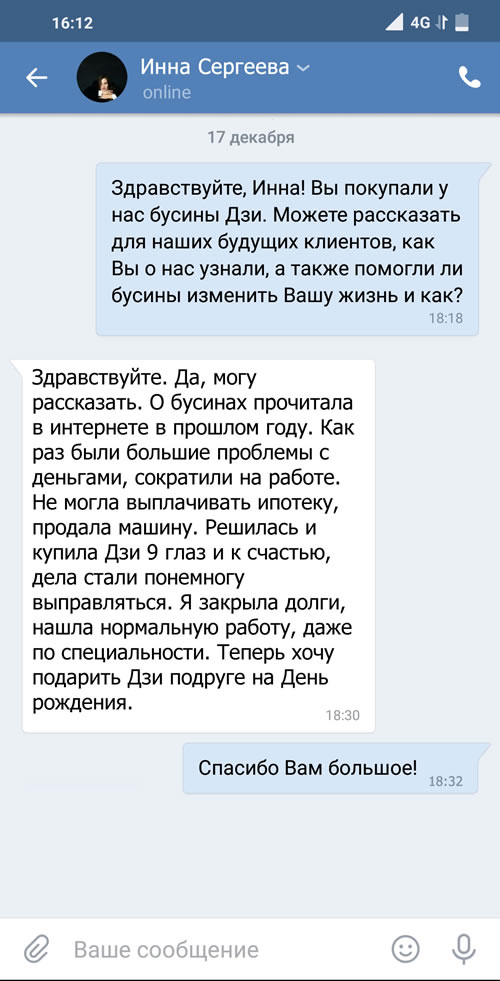 16:12
4G
Инна Сергеева
online
17 декабря
Здравствуйте, Инна! Вы покупали у
нас бусины Дзи. Можете рассказать
для наших будущих клиентов, как
Вы о нас узнали, а также помогли ли
бусины изменить Вашу жизнь и как?
18:18
Здравствуйте. Да, могу
рассказать. О бусинах прочитала
в интернете в прошлом году. Как
раз были большие проблемы с
деньгами, сократили на работе.
Не могла выплачивать ипотеку,
продала машину. Решилась и
купила Дзи 9 глаз и к счастью,
дела стали понемногу
выправляться. Я закрыла долги,
нашла нормальную работу, даже
по специальности. Теперь хочу
подарить Дзи подруге на День
рождения.
18:30
Спасибо Вам большое!
18:32
Ваше сообщение